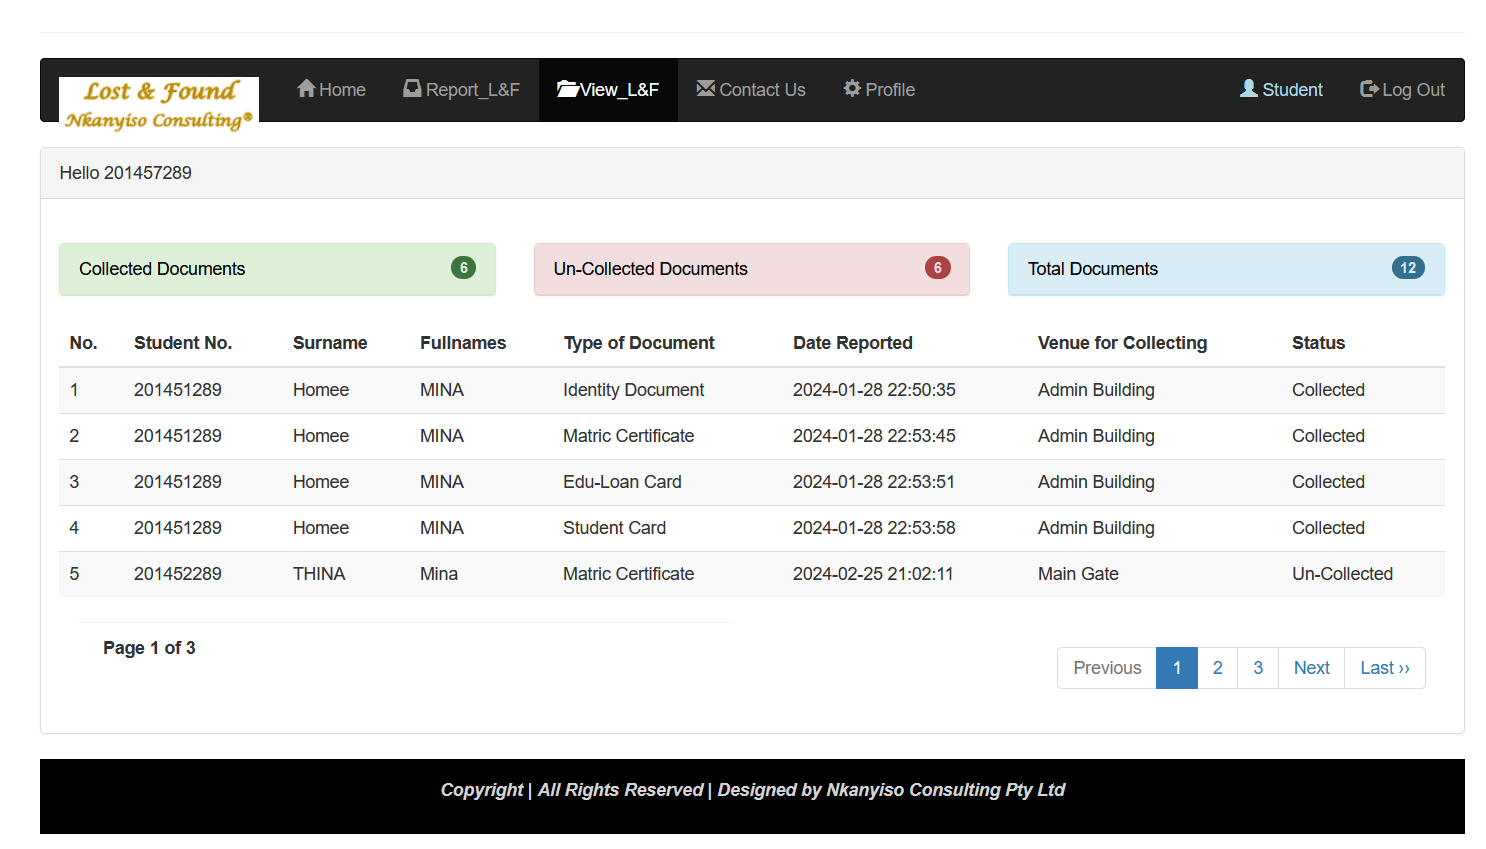 Lost & Found
Nkanyiso Consulting®
Home Report_L&F View_L&F Contact Us Profile Student Log Out
Hello 201457289
Collected Documents 6 Un-Collected Documents 6 Total Documents 12
No. Student No. Surname Fullnames Type of Document Date Reported Venue for Collecting Status
1 201451289 Homee MINA Identity Document 2024-01-28 22:50:35 Admin Building Collected
2 201451289 Homee MINA Matric Certificate 2024-01-28 22:53:45 Admin Building Collected
3 201451289 Homee MINA Edu-Loan Card 2024-01-28 22:53:51 Admin Building Collected
4 201451289 Homee MINA Student Card 2024-01-28 22:53:58 Admin Building Collected
5 201452289 THINA Mina Matric Certificate 2024-02-25 21:02:11 Main Gate Un-Collected
Page 1 of 3
Previous 1 2 3 Next Last ››
Copyright | All Rights Reserved | Designed by Nkanyiso Consulting Pty Ltd